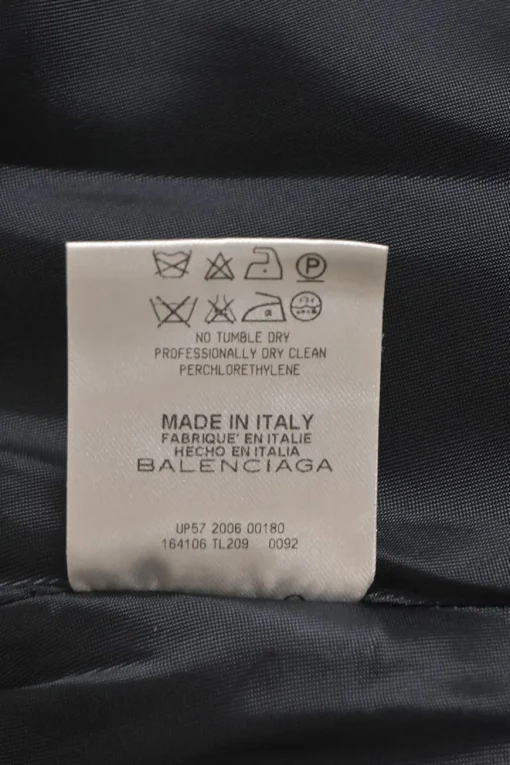 P
NO TUMBLE DRY
PROFESSIONALLY DRY CLEAN
PERCHLORETHYLENE
MADE IN ITALY
FABRIQUE' EN ITALIE
HECHO EN ITALIA
BALENCIAGA
UP57 2006 00180
164106 TL209 0092